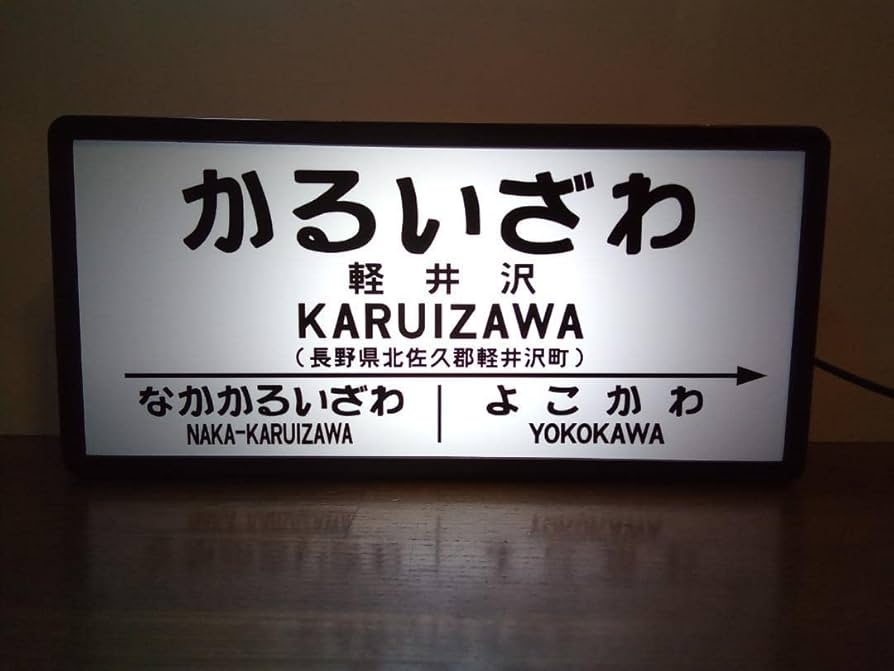 かるいざわ
軽井沢
KARUIZAWA
(長野県北佐久郡軽井沢町)
なかかるいざわ よこかわ
NAKA-KARUIZAWA YOKOKAWA